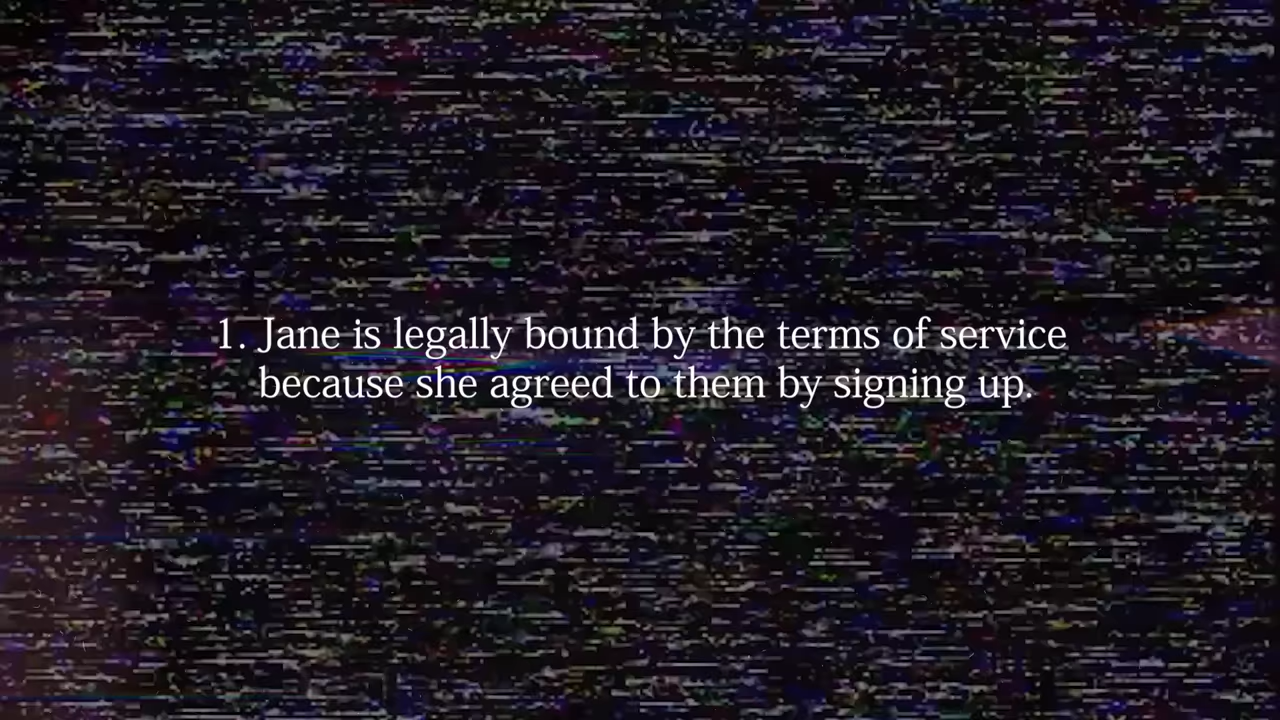 1. Jane is legally bound by the terms of service
because she agreed to them by signing up.